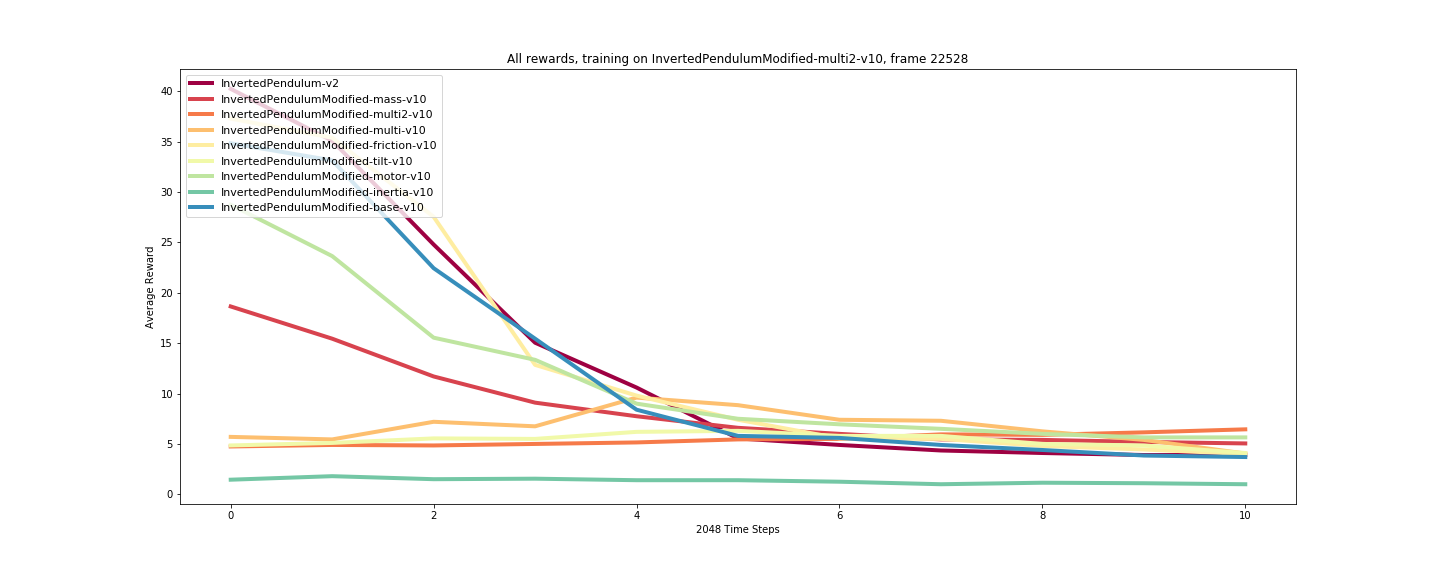 All rewards, training on InvertedPendulumModified-multi2-v10, frame 22528
InvertedPendulum-v2
InvertedPendulumModified-mass-v10
InvertedPendulumModified-multi2-v10
InvertedPendulumModified-multi-v10
InvertedPendulumModified-friction-v10
InvertedPendulumModified-tilt-v10
InvertedPendulumModified-motor-v10
InvertedPendulumModified-inertia-v10
InvertedPendulumModified-base-v10
Average Reward
40
35
30
25
20
15
10
5
0
0 2 4 6 8 10
2048 Time Steps